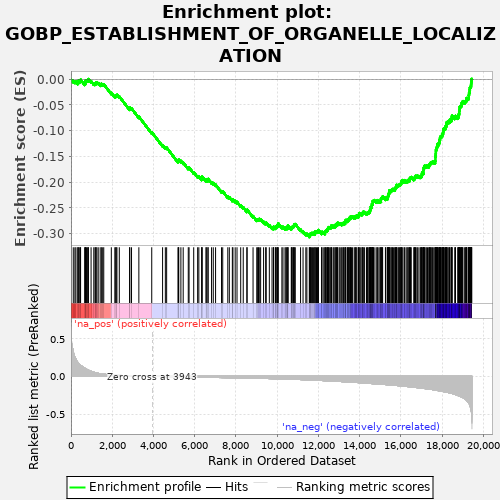 Enrichment plot:
GOBP_ESTABLISHMENT_OF_ORGANELLE_LOCALIZ
ATION
Enrichment score (ES)
0.00
-0.05
-0.10
-0.15
-0.20
-0.25
-0.30
'na_pos' (positively correlated)
Ranked list metric (PreRanked)
0.5
0.0
-0.5
Zero cross at 3943
'na_neg' (negatively correlated)
0
2,000
4,000
6,000
8,000
10,000
12,000
14,000
16,000
18,000
20,000
Rank in Ordered Dataset
Enrichment profile
Hits
Ranking metric scores